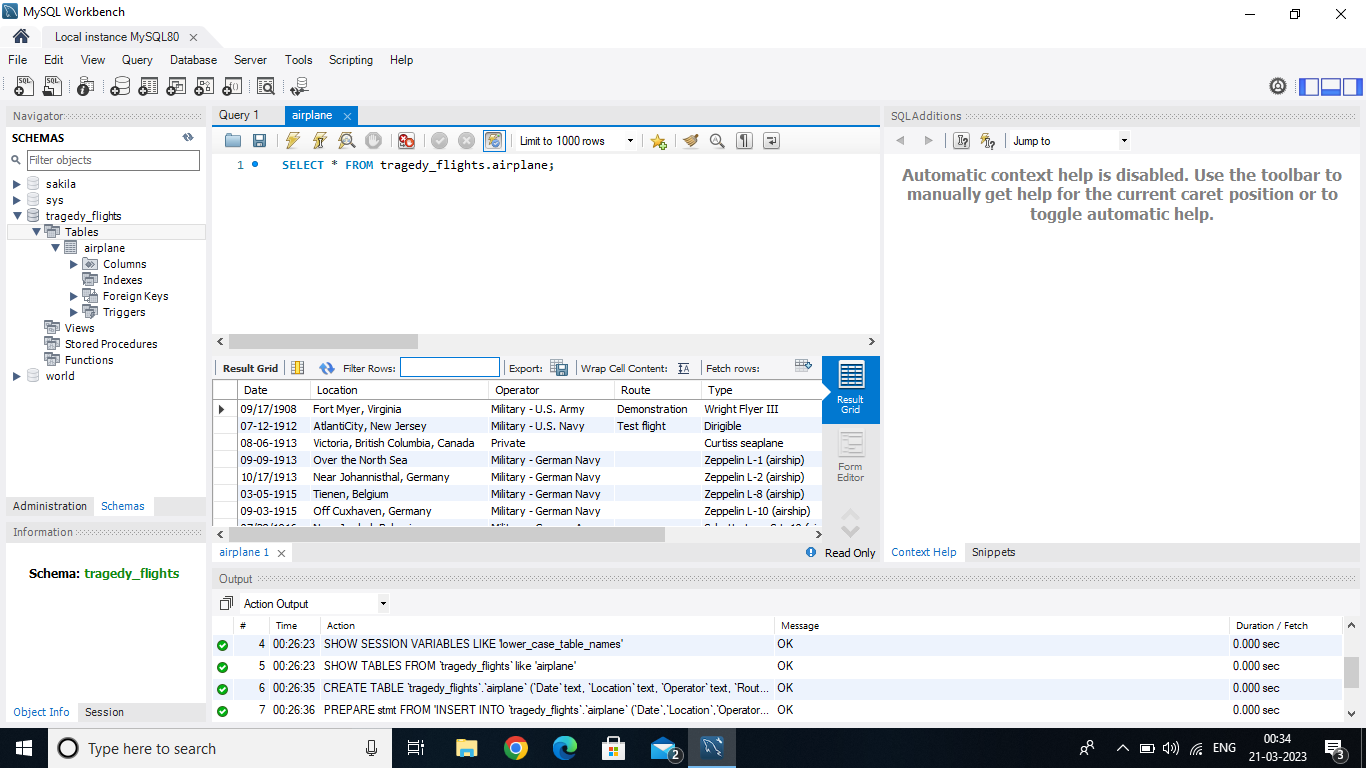 MySQL Workbench
Local instance MySQL80
File Edit View Query Database Server Tools Scripting Help
Navigator
SCHEMAS
Filter objects
sakila
sys
tragedy_flights
Tables
airplane
Columns
Indexes
Foreign Keys
Triggers
Views
Stored Procedures
Functions
world
Administration Schemas
Information
Schema: tragedy_flights
Object Info Session
Query 1 airplane
Limit to 1000 rows
1 SELECT * FROM tragedy_flights.airplane;
Result Grid Filter Rows: Export: Wrap Cell Content: Fetch rows:
Date Location Operator Route Type
09/17/1908 Fort Myer, Virginia Military - U.S. Army Demonstration Wright Flyer III
07-12-1912 AtlantiCity, New Jersey Military - U.S. Navy Test flight Dirigible
08-06-1913 Victoria, British Columbia, Canada Private Curtiss seaplane
09-09-1913 Over the North Sea Military - German Navy Zeppelin L-1 (airship)
10/17/1913 Near Johannisthal, Germany Military - German Navy Zeppelin L-2 (airship)
03-05-1915 Tienen, Belgium Military - German Navy Zeppelin L-8 (airship)
09-03-1915 Off Cuxhaven, Germany Military - German Navy Zeppelin L-10 (airship)
Result Grid
Form Editor
airplane 1
Read Only
SQLAdditions
Jump to
Automatic context help is disabled. Use the toolbar to
manually get help for the current caret position or to
toggle automatic help.
Context Help Snippets
Output
Action Output
# Time Action Message Duration / Fetch
4 00:26:23 SHOW SESSION VARIABLES LIKE 'lower_case_table_names' OK 0.000 sec
5 00:26:23 SHOW TABLES FROM `tragedy_flights` like 'airplane' OK 0.000 sec
6 00:26:35 CREATE TABLE `tragedy_flights`.`airplane` (`Date` text, `Location` text, `Operator` text, `Rout... OK 0.000 sec
7 00:26:36 PREPARE stmt FROM 'INSERT INTO `tragedy_flights`.`airplane` (`Date`,`Location`,`Operator... OK 0.000 sec
Type here to search
2
ENG
00:34
21-03-2023
3